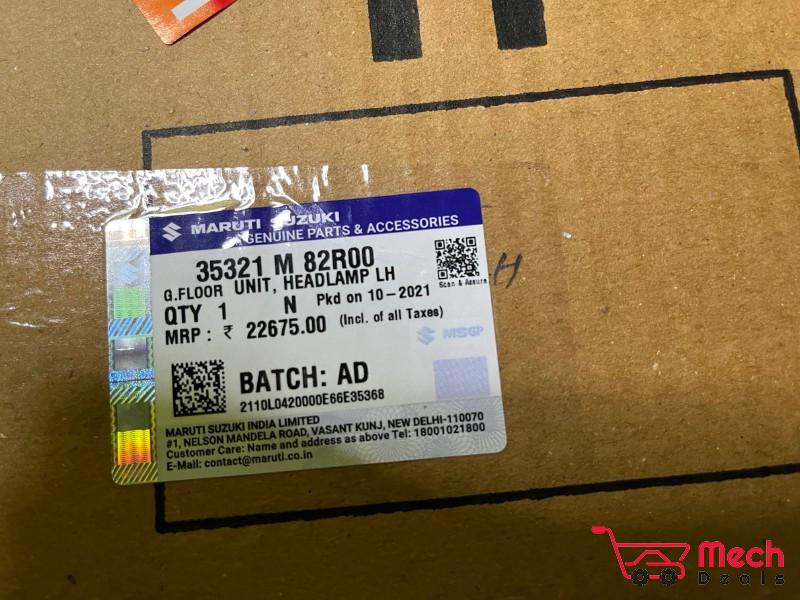 MARUTI SUZUKI
GENUINE PARTS & ACCESSORIES
35321 M 82R00
G.FLOOR UNIT, HEADLAMP LH
QTY 1 N Pkd on 10-2021
MRP : ₹ 22675.00 (Incl. of all Taxes)
Scan & Assure
H
MSGP
BATCH: AD
2110L0420000E66E35368
MARUTI SUZUKI INDIA LIMITED
#1, NELSON MANDELA ROAD, VASANT KUNJ, NEW DELHI-110070
Customer Care: Name and address as above Tel: 18001021800
E-Mail: contact@maruti.co.in
Mech
Deals